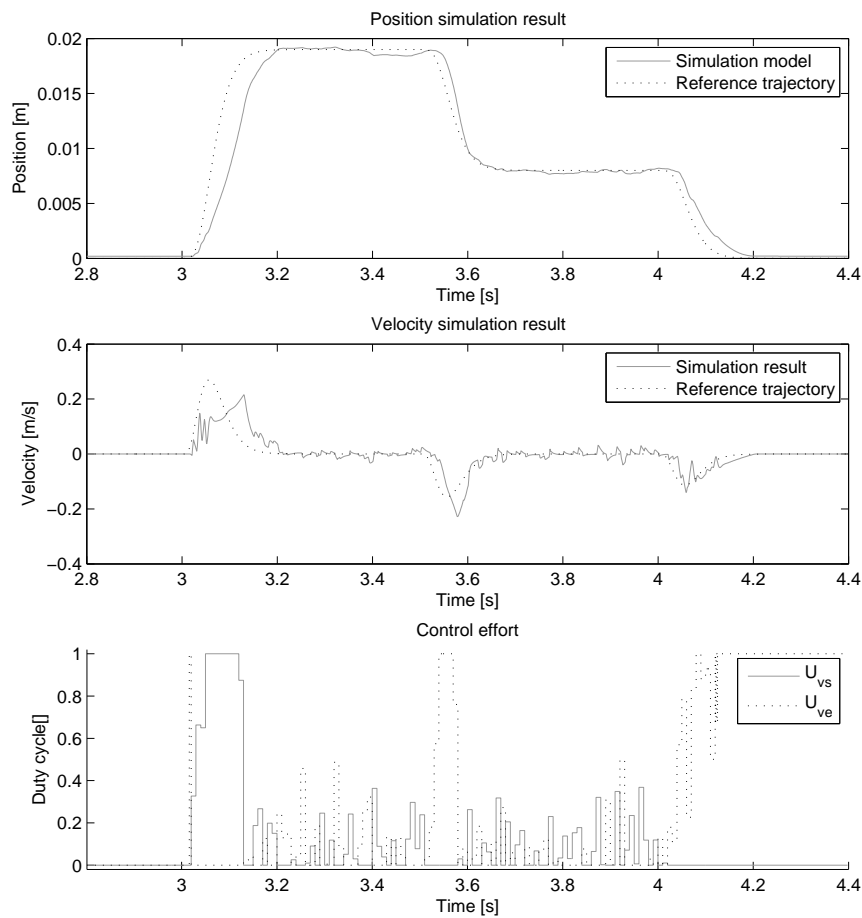 Position simulation result
0.02
0.015
0.01
0.005
0
Position [m]
Simulation model
Reference trajectory
2.8 3 3.2 3.4 3.6 3.8 4 4.2 4.4
Time [s]
Velocity simulation result
0.4
0.2
0
−0.2
−0.4
Velocity [m/s]
Simulation result
Reference trajectory
2.8 3 3.2 3.4 3.6 3.8 4 4.2 4.4
Time [s]
Control effort
1
0.8
0.6
0.4
0.2
0
Duty cycle[]
U_vs
U_ve
2.8 3 3.2 3.4 3.6 3.8 4 4.2 4.4
Time [s]